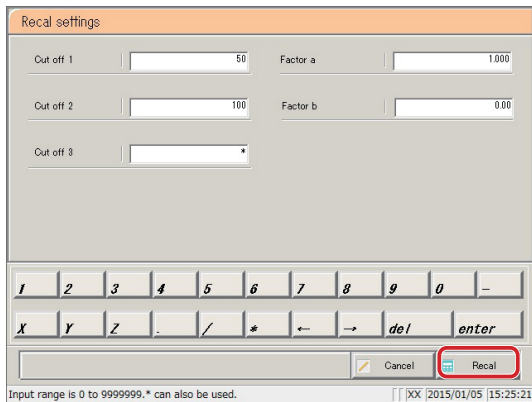 Recal settings
Cut off 1 50 Factor a 1.000
Cut off 2 100 Factor b 0.00
Cut off 3 *
1 2 3 4 5 6 7 8 9 0 -
X Y Z . / * ← → del enter
Cancel Recal
Input range is 0 to 9999999.* can also be used. XX 2015/01/05 15:25:21